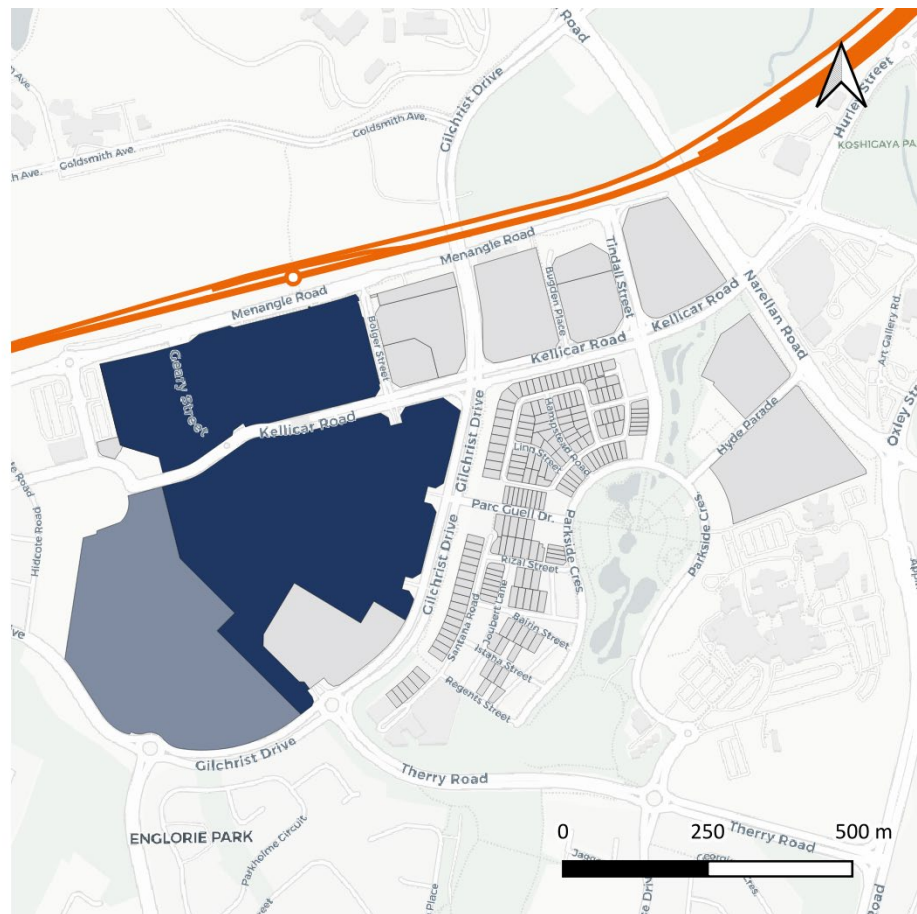 Road
Goldsmith Ave.
Gilchrist Drive
Hurley Street
Goldsmith Ave.
KOSHIGAYA PA
Ave.
Tindall Street
Menangle Road
Bugden Place
Narellan Road
Menangle Road
Kellicar Road
Art Gallery Rd.
Bolger Street
Kellicar Road
Geary Street
Oxley St
Hampstead Road
Kellicar Road
Gilchrist Drive
Hyde Parade
Ling Street
Parc Guell Dr.
Parkside Cres.
Parkside Cres
Hidcote Road
Gilchrist Drive
Rizal Street
Joubert Lane
Santana Road
Bairin Street
Istana Street
Regents Street
Gilchrist Drive
Therry Road
ENGLORIE PARK
Parkholme Circuit
Therry Road
0 250 500 m
Place
Road